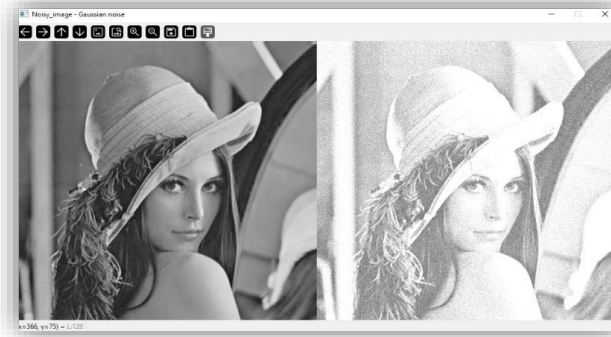 Noisy_image - Gaussian noise
x=366, y=75) ~ L:128